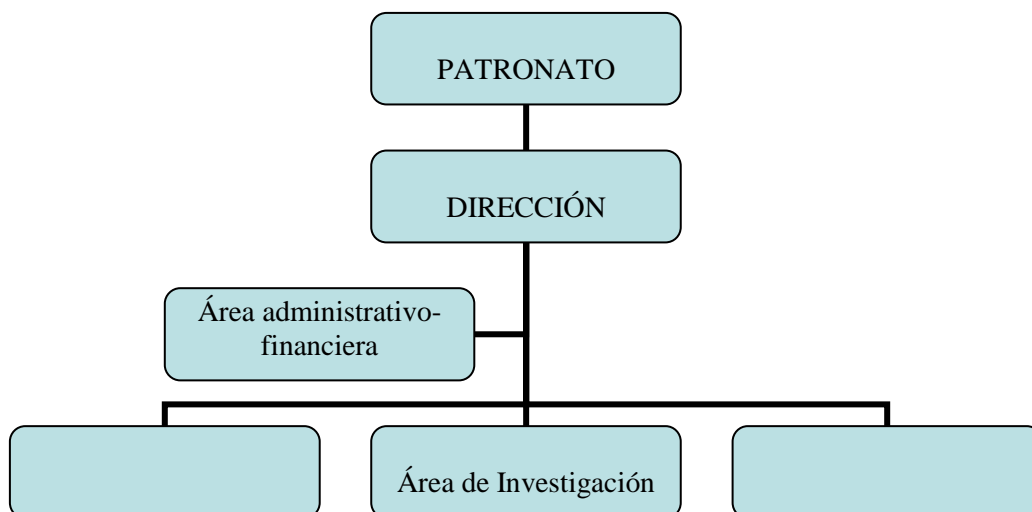 PATRONATO
DIRECCIÓN
Área administrativo-
financiera
Área de Investigación